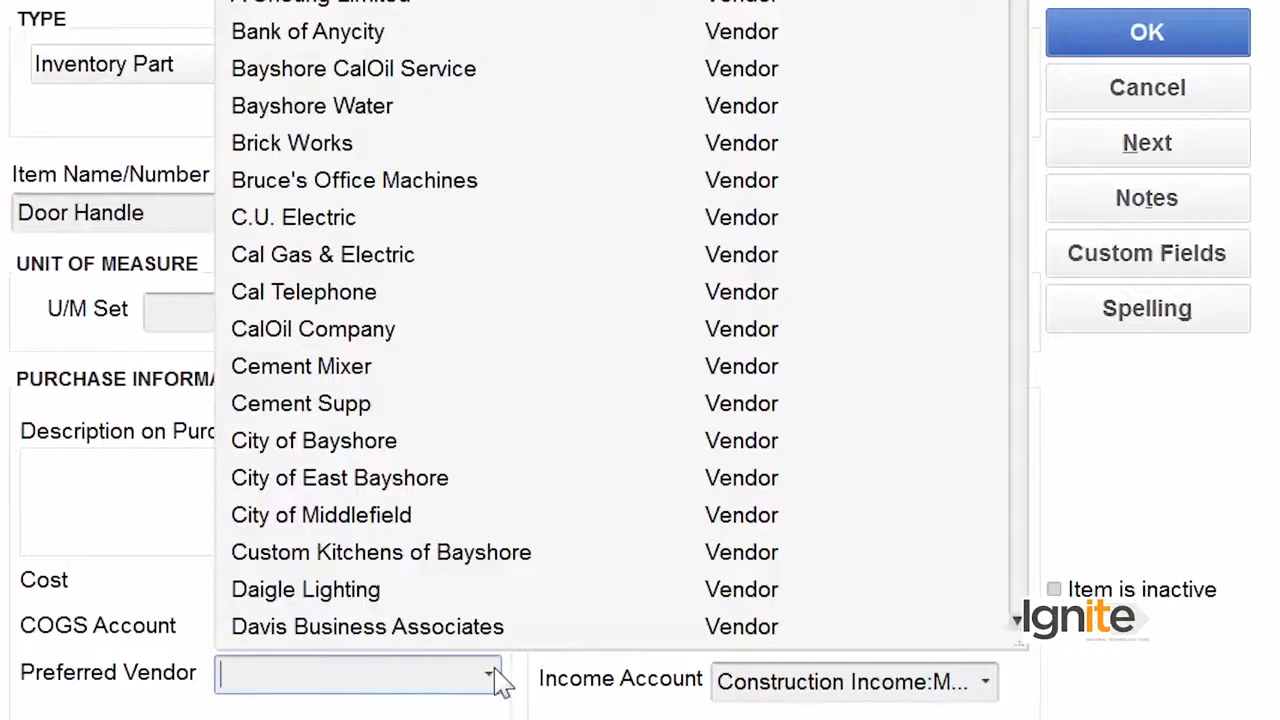 TYPE
Inventory Part
Item Name/Number
Door Handle
UNIT OF MEASURE
U/M Set
PURCHASE INFORMA
Description on Purc
Cost
COGS Account
Preferred Vendor
Bank of Anycity Vendor
Bayshore CalOil Service Vendor
Bayshore Water Vendor
Brick Works Vendor
Bruce's Office Machines Vendor
C.U. Electric Vendor
Cal Gas & Electric Vendor
Cal Telephone Vendor
CalOil Company Vendor
Cement Mixer Vendor
Cement Supp Vendor
City of Bayshore Vendor
City of East Bayshore Vendor
City of Middlefield Vendor
Custom Kitchens of Bayshore Vendor
Daigle Lighting Vendor
Davis Business Associates Vendor
Income Account
Construction Income:M...
OK
Cancel
Next
Notes
Custom Fields
Spelling
Item is inactive
Ignite